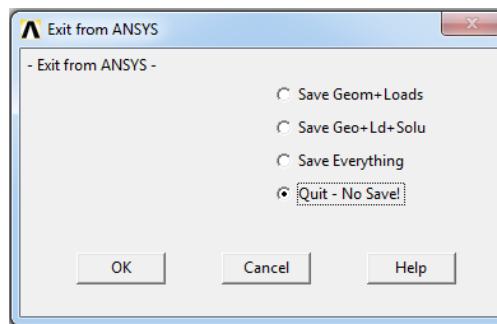 Exit from ANSYS
- Exit from ANSYS -
Save Geom+Loads
Save Geo+Ld+Solu
Save Everything
Quit - No Save!
OK Cancel Help